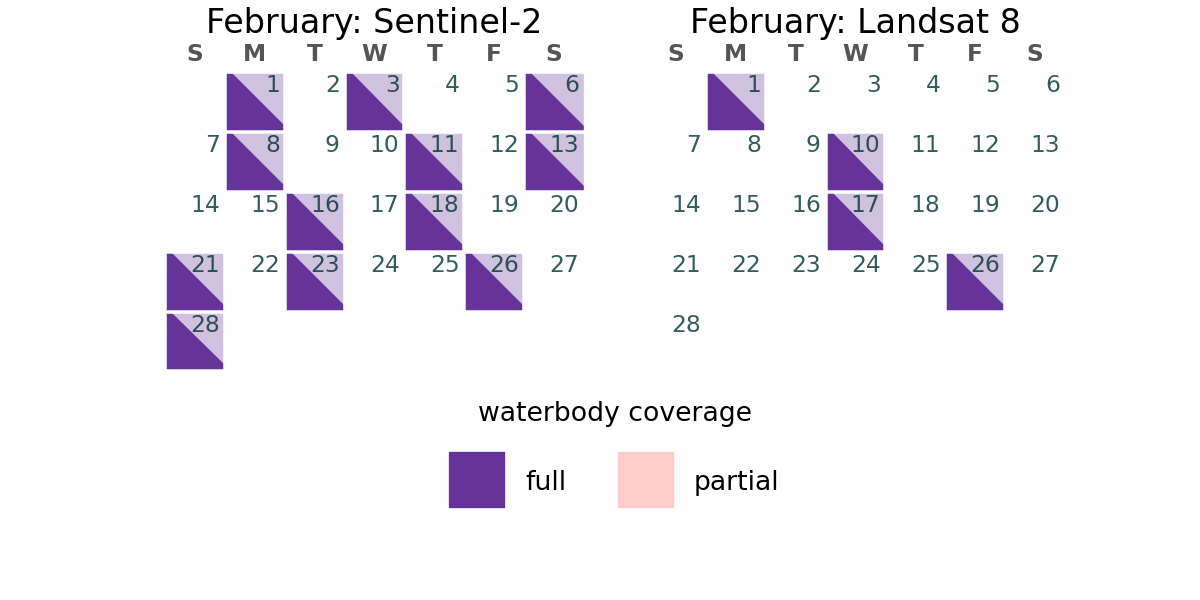 February: Sentinel-2
S M T W T F S
1 2 3 4 5 6
7 8 9 10 11 12 13
14 15 16 17 18 19 20
21 22 23 24 25 26 27
28
February: Landsat 8
S M T W T F S
1 2 3 4 5 6
7 8 9 10 11 12 13
14 15 16 17 18 19 20
21 22 23 24 25 26 27
28
waterbody coverage
full
partial